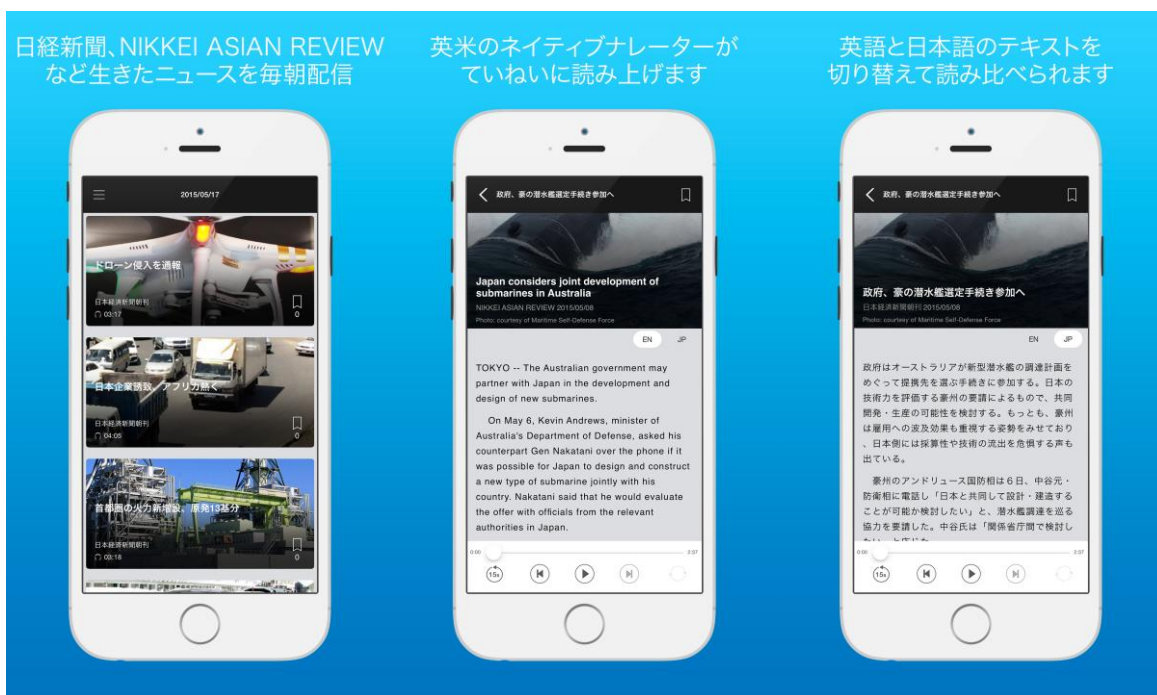 日経新聞、NIKKEI ASIAN REVIEW
など生きたニュースを毎朝配信
2015/05/17
ドローン侵入を通報
日本経済新聞朝刊
03:17
0
日本企業誘致、アフリカ熱く
日本経済新聞朝刊
04:05
0
首都圏の火力新増設、原発13基分
日本経済新聞朝刊
03:18
0
英米のネイティブナレーターが
ていねいに読み上げます
政府、豪の潜水艦選定手続き参加へ
Japan considers joint development of
submarines in Australia
NIKKEI ASIAN REVIEW 2015/05/08
Photo: courtesy of Maritime Self-Defense Force
EN JP
TOKYO -- The Australian government may
partner with Japan in the development and
design of new submarines.
On May 6, Kevin Andrews, minister of
Australia's Department of Defense, asked his
counterpart Gen Nakatani over the phone if it
was possible for Japan to design and construct
a new type of submarine jointly with his
country. Nakatani said that he would evaluate
the offer with officials from the relevant
authorities in Japan.
0:00 2:57
15s
英語と日本語のテキストを
切り替えて読み比べられます
政府、豪の潜水艦選定手続き参加へ
政府、豪の潜水艦選定手続き参加へ
日本経済新聞朝刊 2015/05/08
Photo: courtesy of Maritime Self-Defense Force
EN JP
政府はオーストラリアが新型潜水艦の調達計画を
めぐって提携先を選ぶ手続きに参加する。日本の
技術力を評価する豪州の要請によるもので、共同
開発・生産の可能性を検討する。もっとも、豪州
は雇用への波及効果も重視する姿勢をみせており
、日本側には採算性や技術の流出を危惧する声も
出ている。
豪州のアンドリュース国防相は6日、中谷元・
防衛相に電話し「日本と共同して設計・建造する
ことが可能か検討したい」と、潜水艦調達を巡る
協力を要請した。中谷氏は「関係省庁間で検討し
0:00 2:57
15s